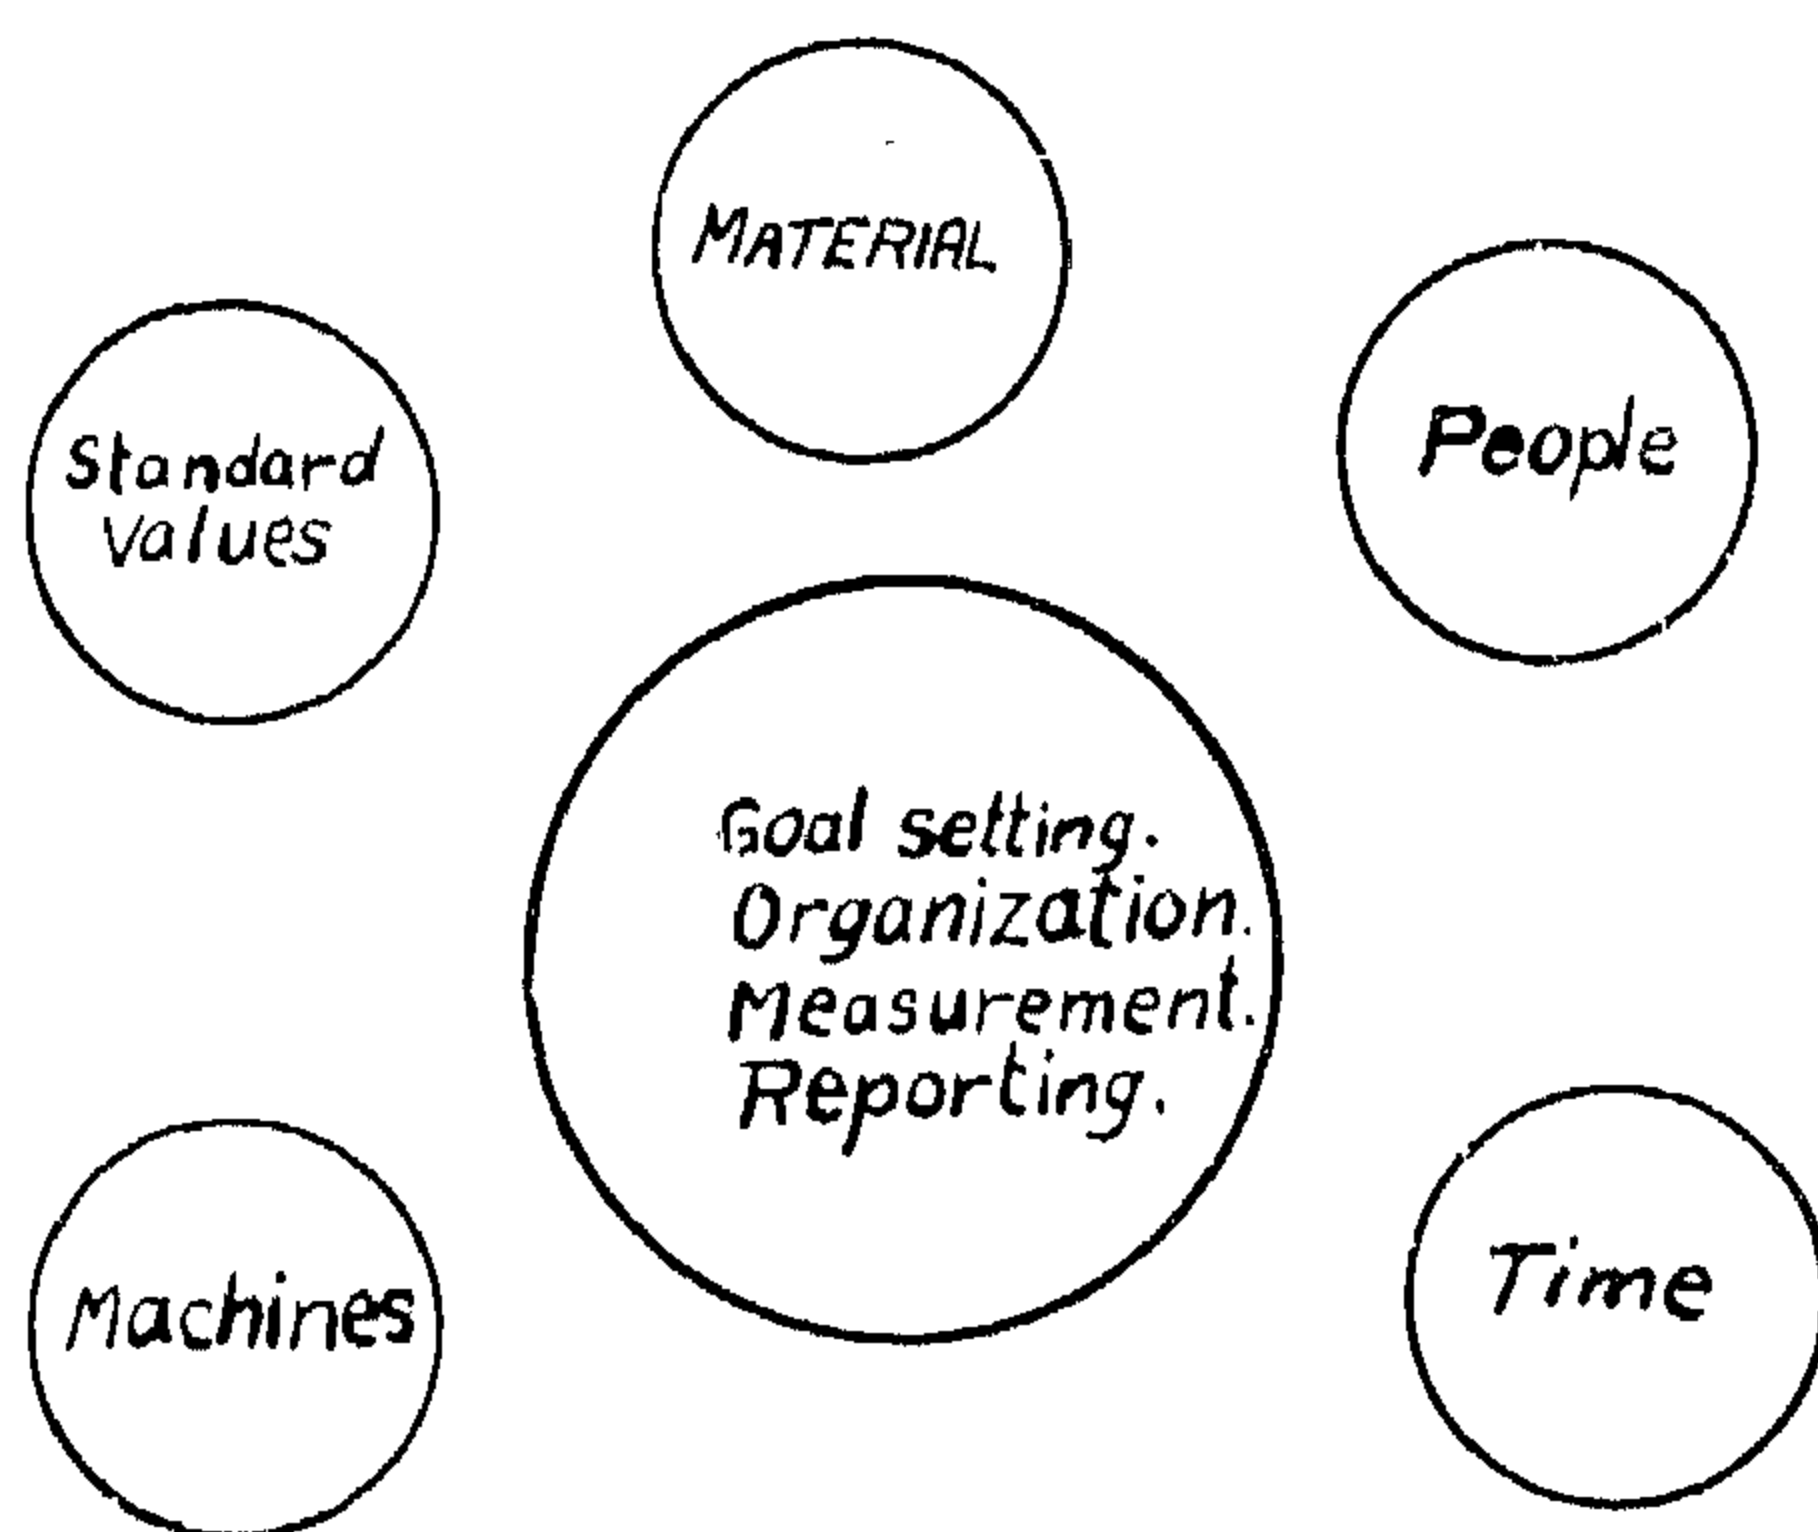 MATERIAL
People
Standard
values
Goal setting.
Organization.
Measurement.
Reporting.
Machines
Time